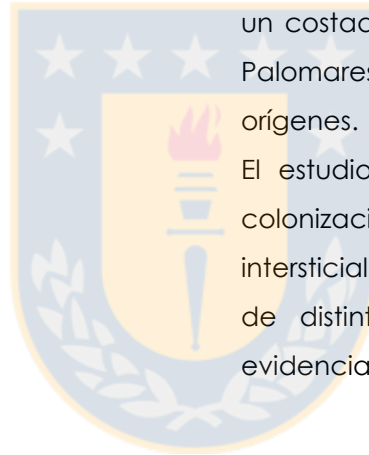 un costad
Palomares
orígenes.
El estudio
colonizaci
intersticial
de distint
evidencia